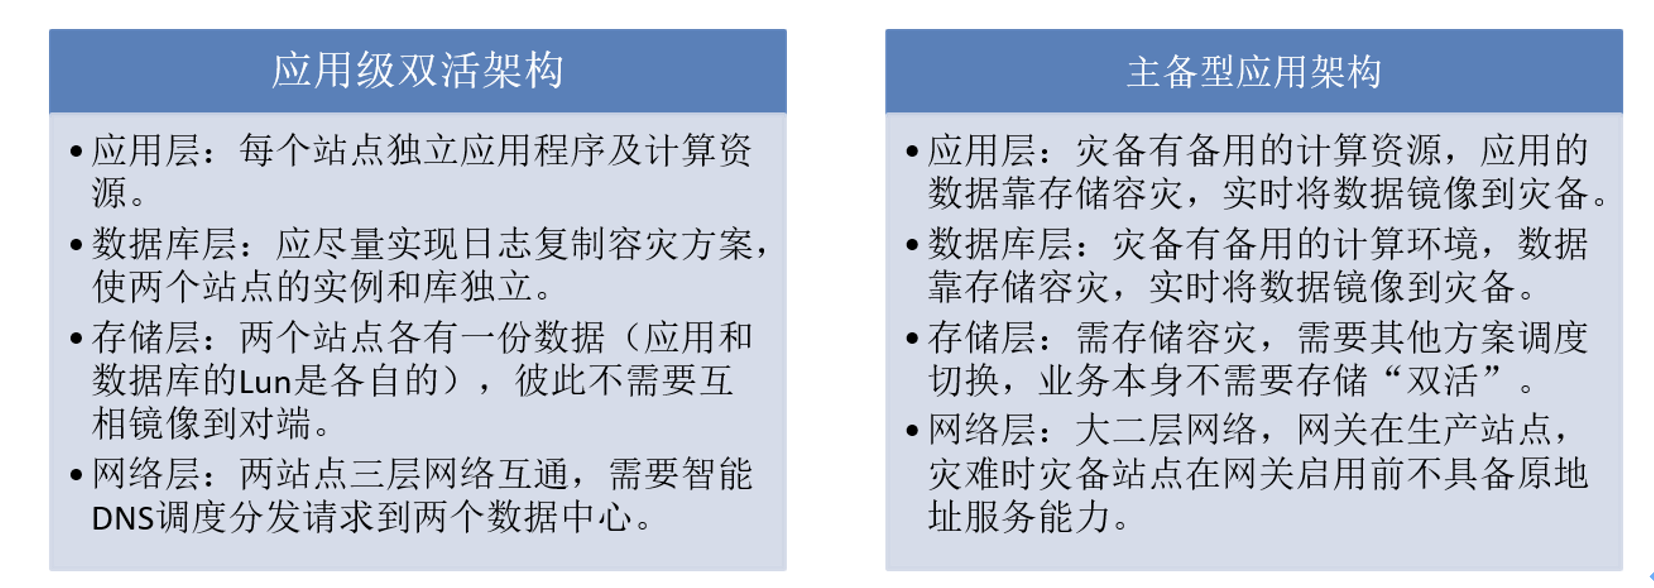 应用级双活架构
•应用层：每个站点独立应用程序及计算资
源。
•数据库层：应尽量实现日志复制容灾方案，
使两个站点的实例和库独立。
•存储层：两个站点各有一份数据（应用和
数据库的Lun是各自的），彼此不需要互
相镜像到对端。
•网络层：两站点三层网络互通，需要智能
DNS调度分发请求到两个数据中心。
主备型应用架构
•应用层：灾备有备用的计算资源，应用的
数据靠存储容灾，实时将数据镜像到灾备。
•数据库层：灾备有备用的计算环境，数据
靠存储容灾，实时将数据镜像到灾备。
•存储层：需存储容灾，需要其他方案调度
切换，业务本身不需要存储“双活”。
•网络层：大二层网络，网关在生产站点，
灾难时灾备站点在网关启用前不具备原地
址服务能力。